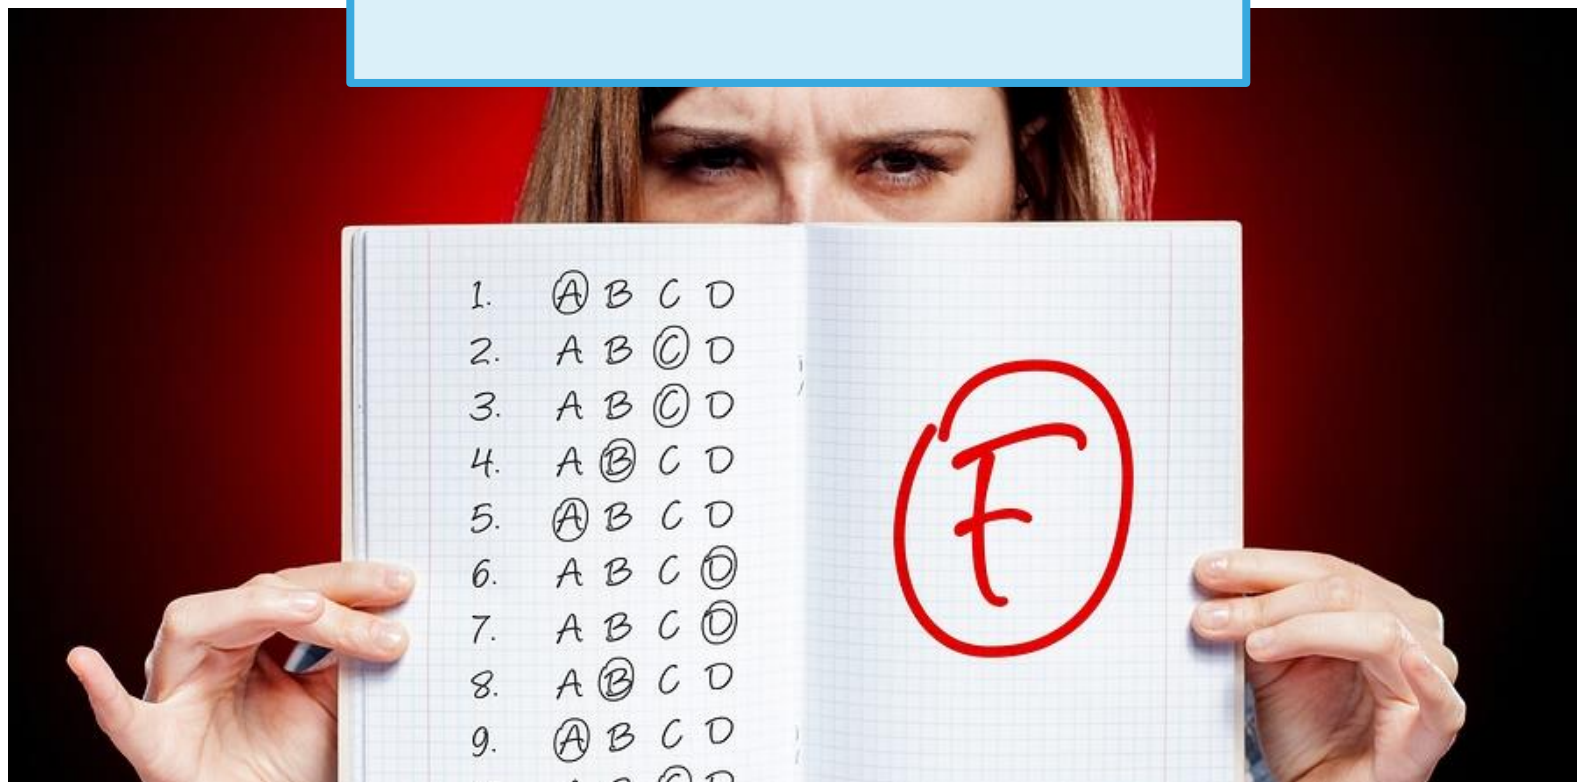 1. A B C D
2. A B C D
3. A B C D
4. A B C D
5. A B C D
6. A B C D
7. A B C D
8. A B C D
9. A B C D
F